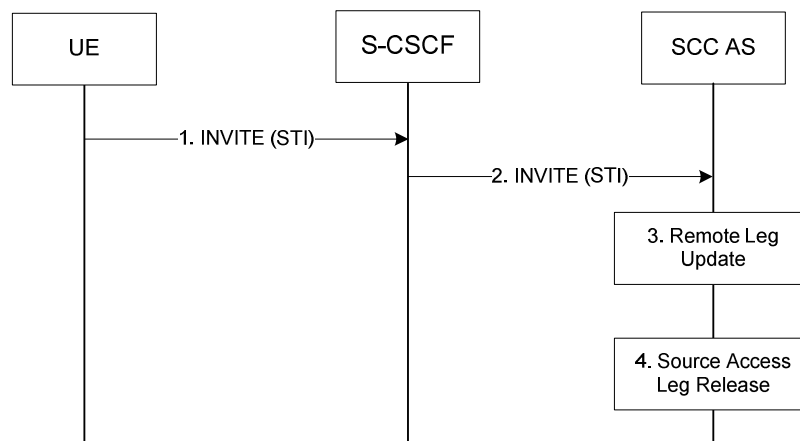 UE
S-CSCF
SCC AS
1. INVITE (STI)
2. INVITE (STI)
3. Remote Leg
Update
4. Source Access
Leg Release